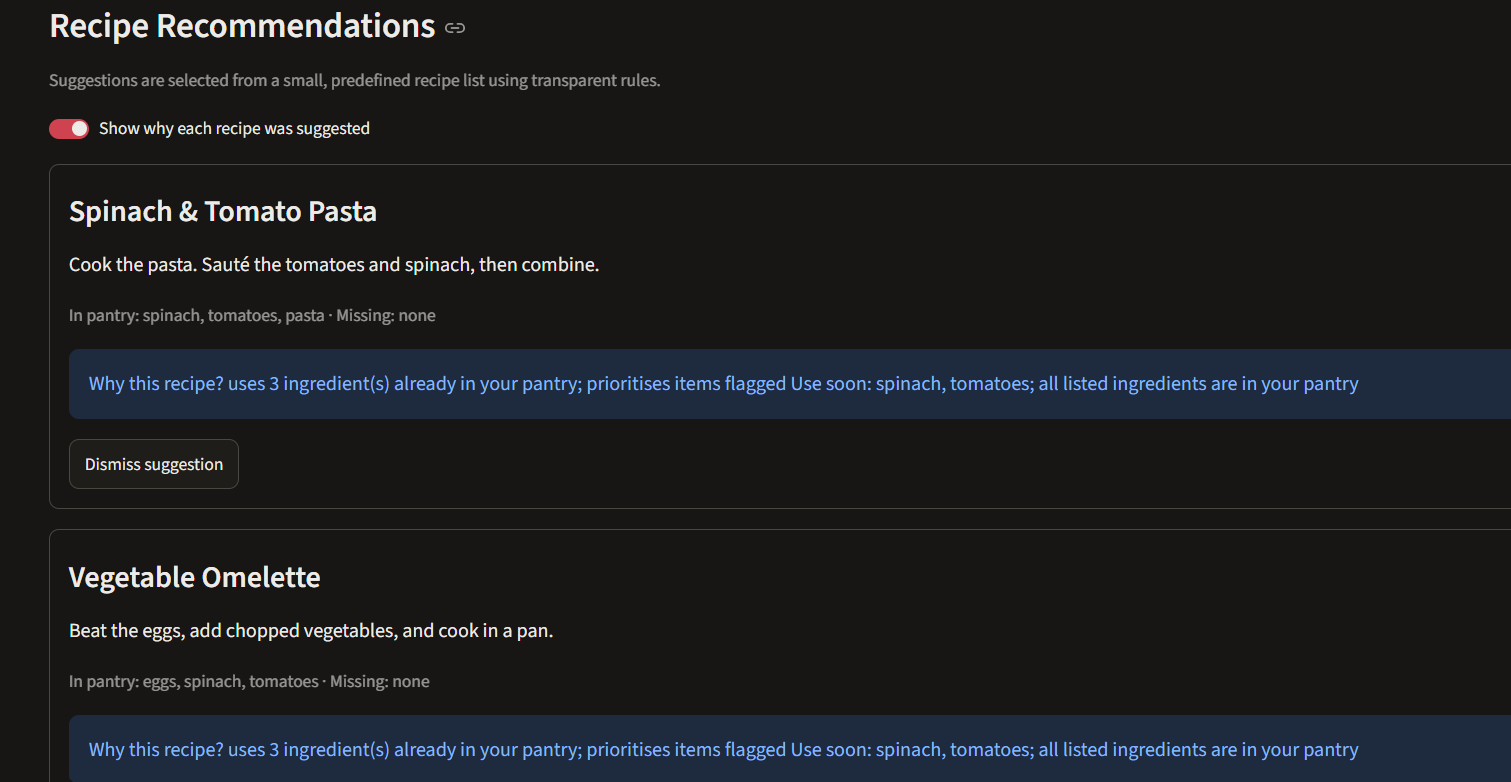 Recipe Recommendations
Suggestions are selected from a small, predefined recipe list using transparent rules.
Show why each recipe was suggested
Spinach & Tomato Pasta
Cook the pasta. Sauté the tomatoes and spinach, then combine.
In pantry: spinach, tomatoes, pasta · Missing: none
Why this recipe? uses 3 ingredient(s) already in your pantry; prioritises items flagged Use soon: spinach, tomatoes; all listed ingredients are in your pantry
Dismiss suggestion
Vegetable Omelette
Beat the eggs, add chopped vegetables, and cook in a pan.
In pantry: eggs, spinach, tomatoes · Missing: none
Why this recipe? uses 3 ingredient(s) already in your pantry; prioritises items flagged Use soon: spinach, tomatoes; all listed ingredients are in your pantry